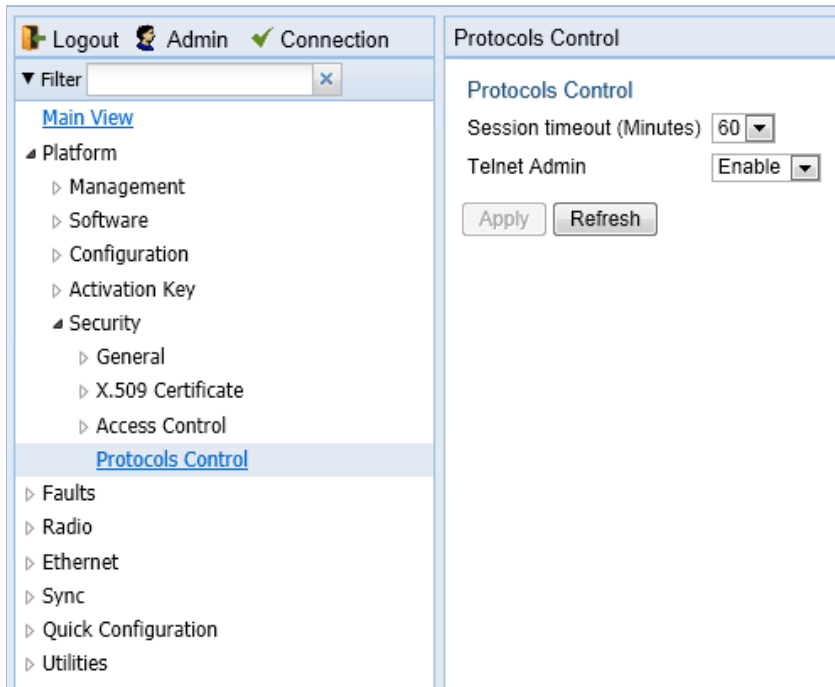 Logout Admin Connection
Filter
Main View
Platform
Management
Software
Configuration
Activation Key
Security
General
X.509 Certificate
Access Control
Protocols Control
Faults
Radio
Ethernet
Sync
Quick Configuration
Utilities
Protocols Control
Protocols Control
Session timeout (Minutes) 60
Telnet Admin Enable
Apply Refresh